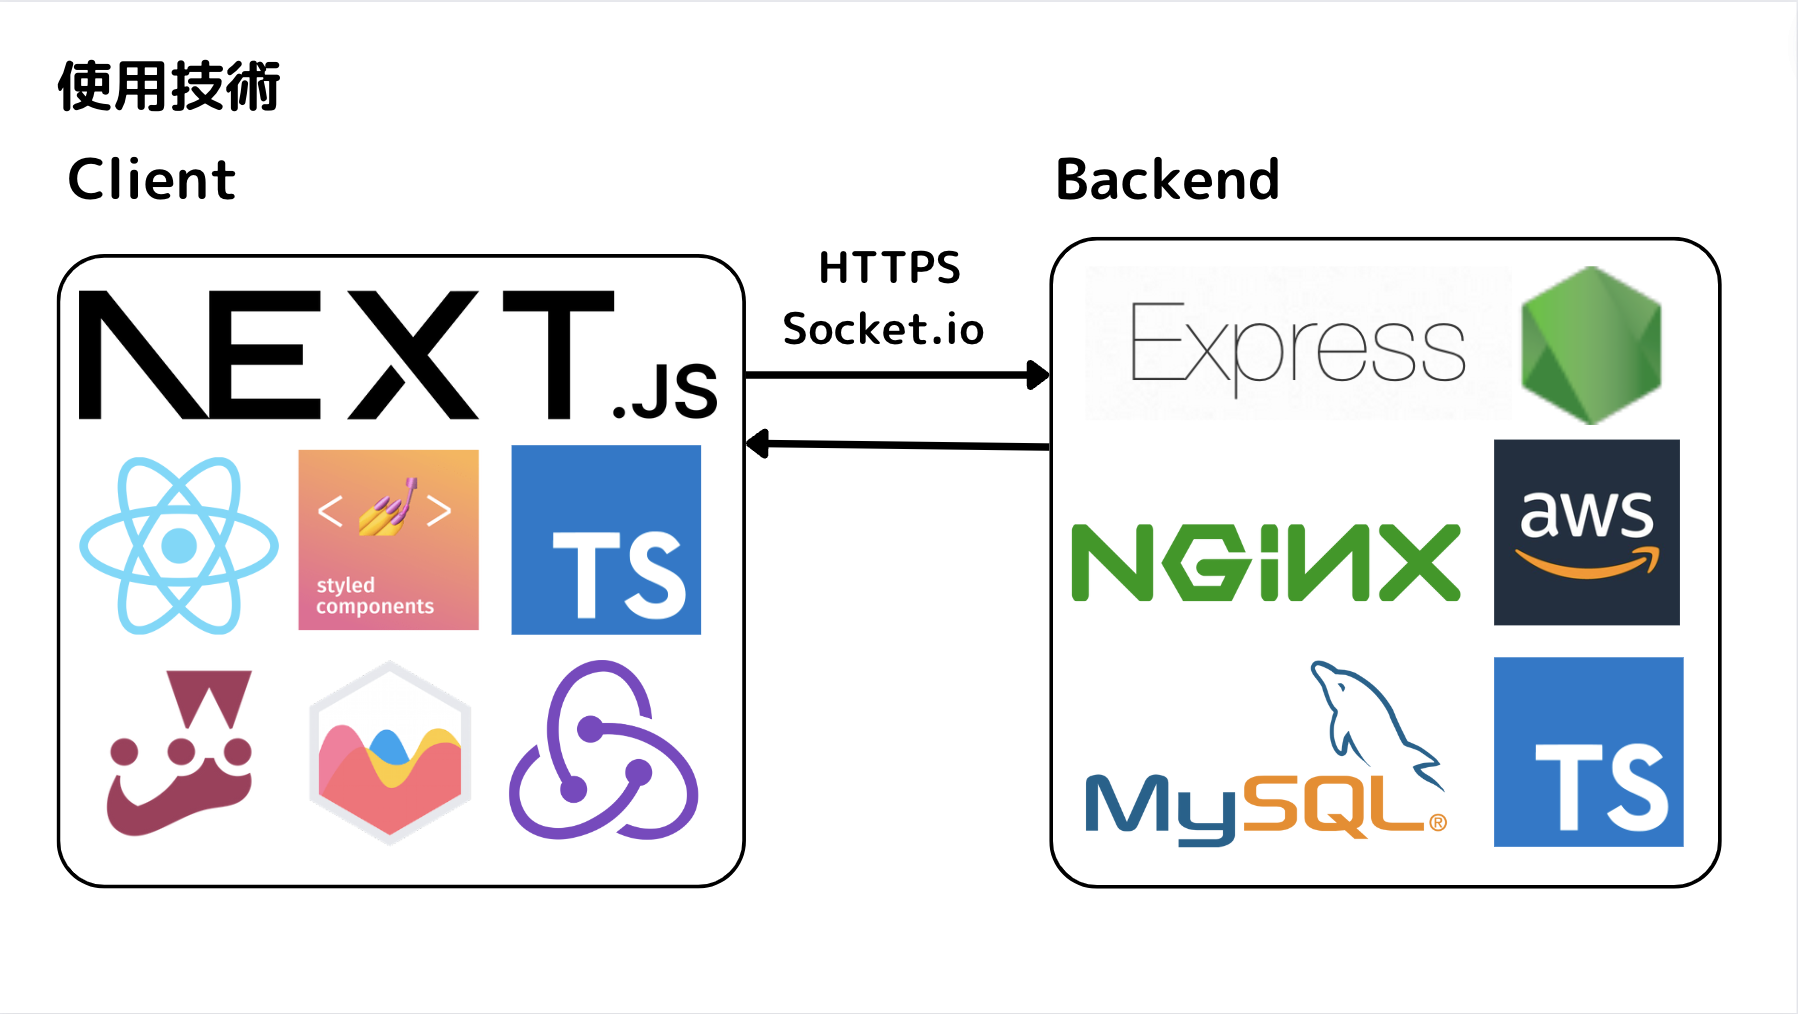 使用技術
Client
Backend
HTTPS
Socket.io
NEXT.JS
< >
styled
components
TS
Express
NGiNX
aws
MySQL®
TS